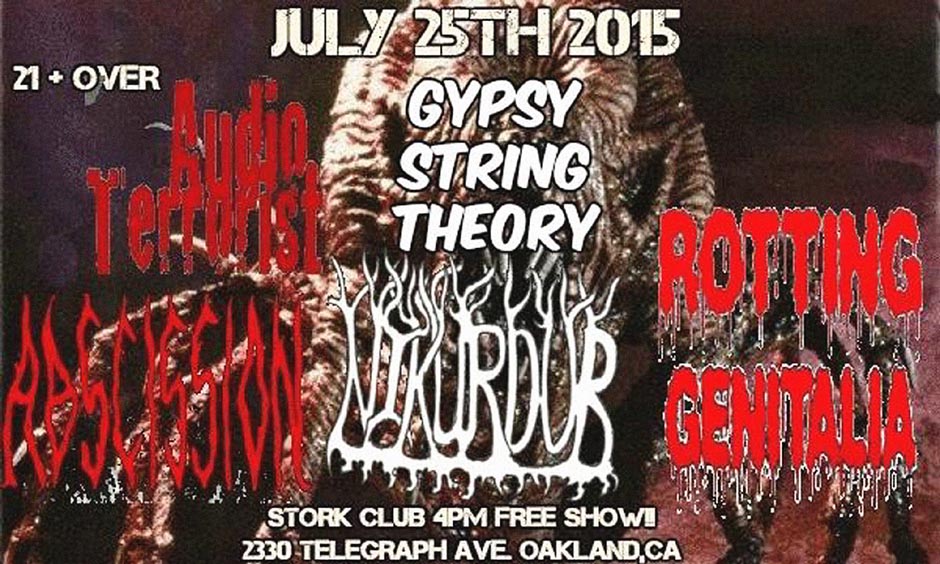 JULY 25TH 2015
21 + OVER
Audio
Terrorist
GYPSY
STRING
THEORY
ROTTING
GENITALIA
ABSCISSION
NIKURDUB
STORK CLUB 4PM FREE SHOW!!
2330 TELEGRAPH AVE. OAKLAND,CA